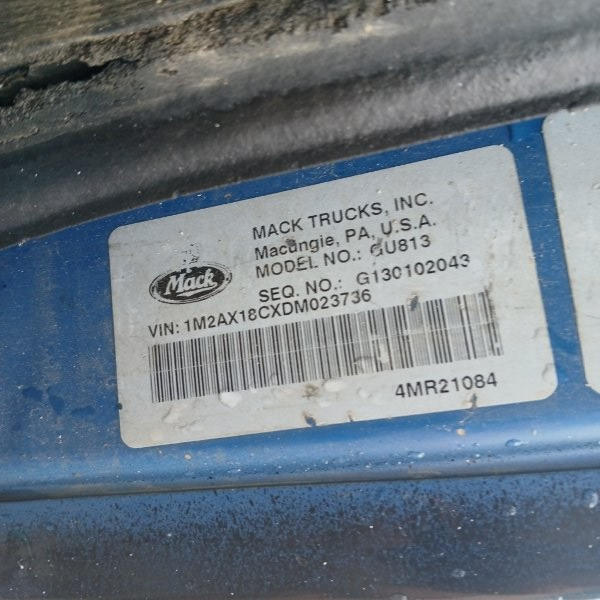 MACK TRUCKS, INC.
Macungie, PA, U.S.A.
MODEL NO.: GU813
SEQ. NO.: G130102043
Mack
VIN: 1M2AX18CXDM023736
4MR21084